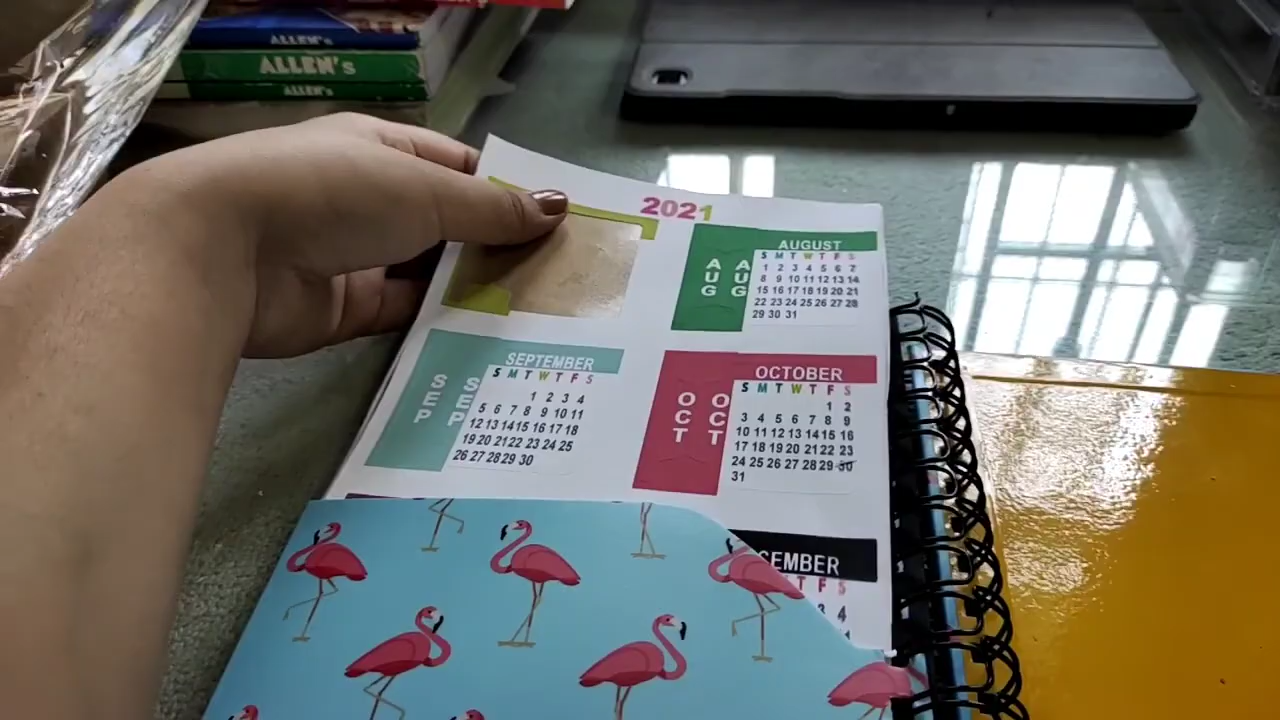 ALLEN's
ALLEN's
ALLEN's
2021
AUG
AUG
AUGUST
S M T W T F S
1 2 3 4 5 6 7
8 9 10 11 12 13 14
15 16 17 18 19 20 21
22 23 24 25 26 27 28
29 30 31
SEP
SEP
SEPTEMBER
S M T W T F S
1 2 3 4
5 6 7 8 9 10 11
12 13 14 15 16 17 18
19 20 21 22 23 24 25
26 27 28 29 30
OCT
OCT
OCTOBER
S M T W T F S
1 2
3 4 5 6 7 8 9
10 11 12 13 14 15 16
17 18 19 20 21 22 23
24 25 26 27 28 29 30
31
CEMBER
T F S
3 4